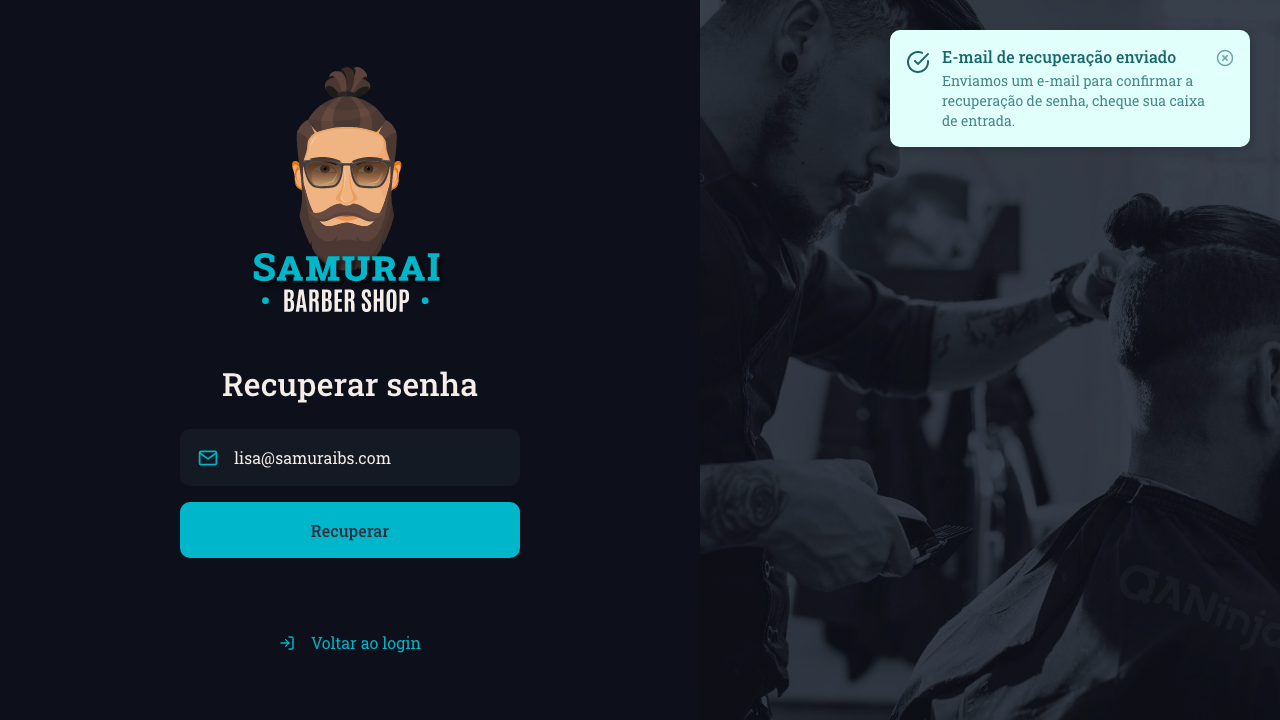 SAMURAI
• BARBER SHOP •
Recuperar senha
lisa@samuraibs.com
Recuperar
Voltar ao login
E-mail de recuperação enviado
Enviamos um e-mail para confirmar a
recuperação de senha, cheque sua caixa
de entrada.
QANinja